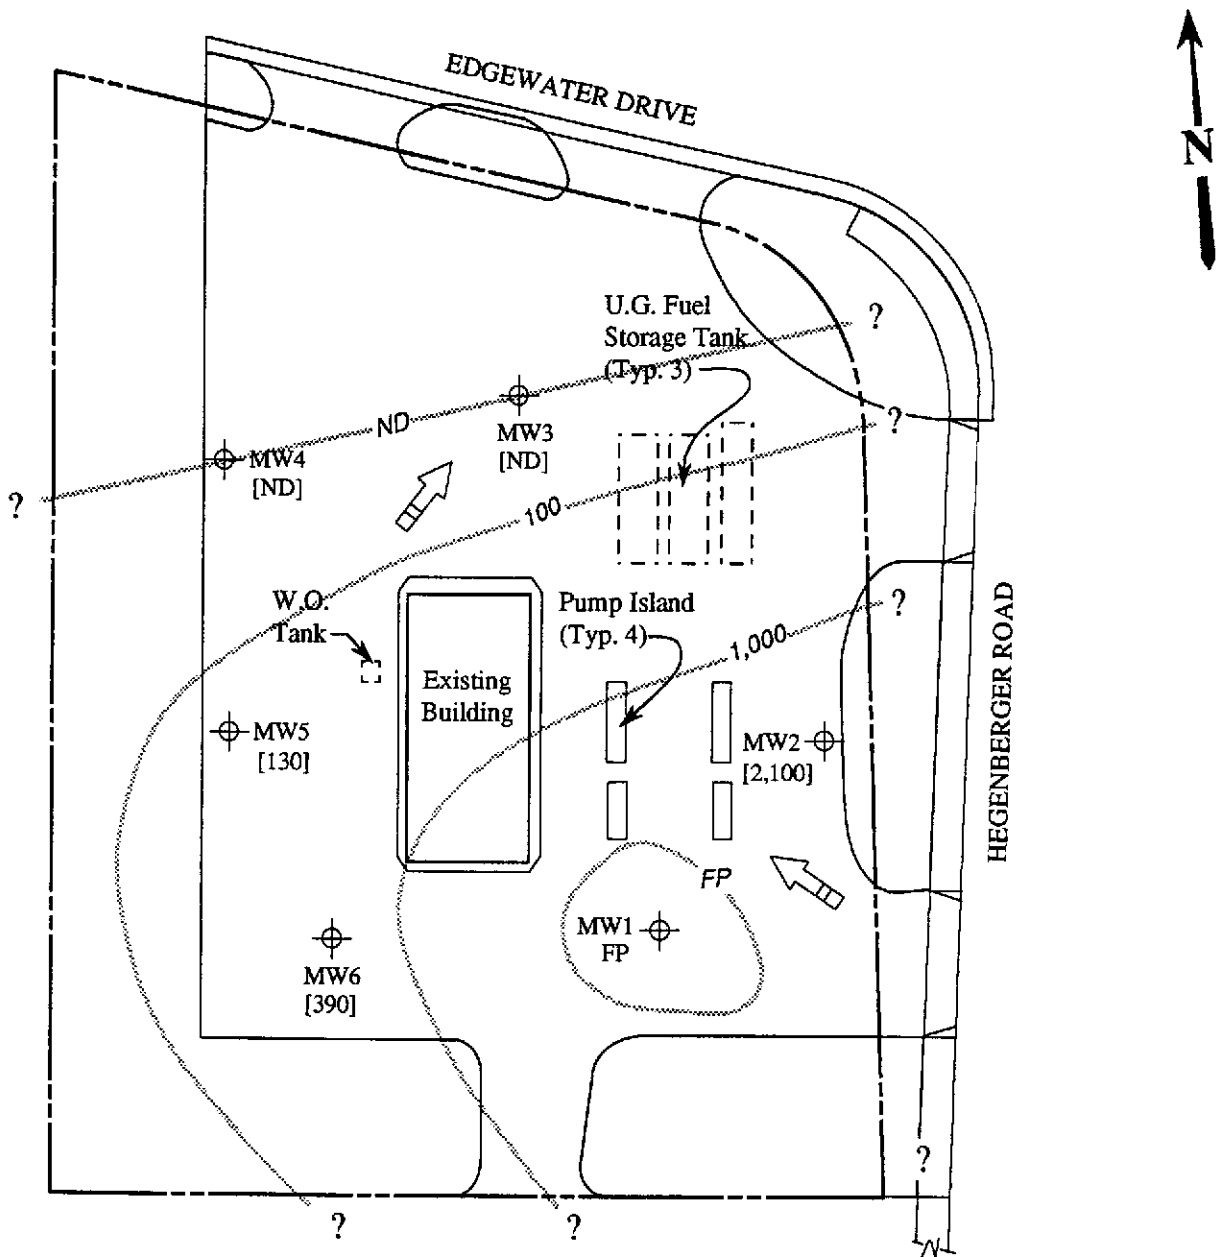 EDGEWATER DRIVE
N
U.G. Fuel
Storage Tank
(Typ. 3)
?
?
ND
MW3
[ND]
MW4
[ND]
?
100
W.O.
Tank
Pump Island
(Typ. 4)
?
1,000
Existing
Building
MW5
[130]
MW2
[2,100]
HEGENBERGER ROAD
FP
MW1
FP
MW6
[390]
?
?
?